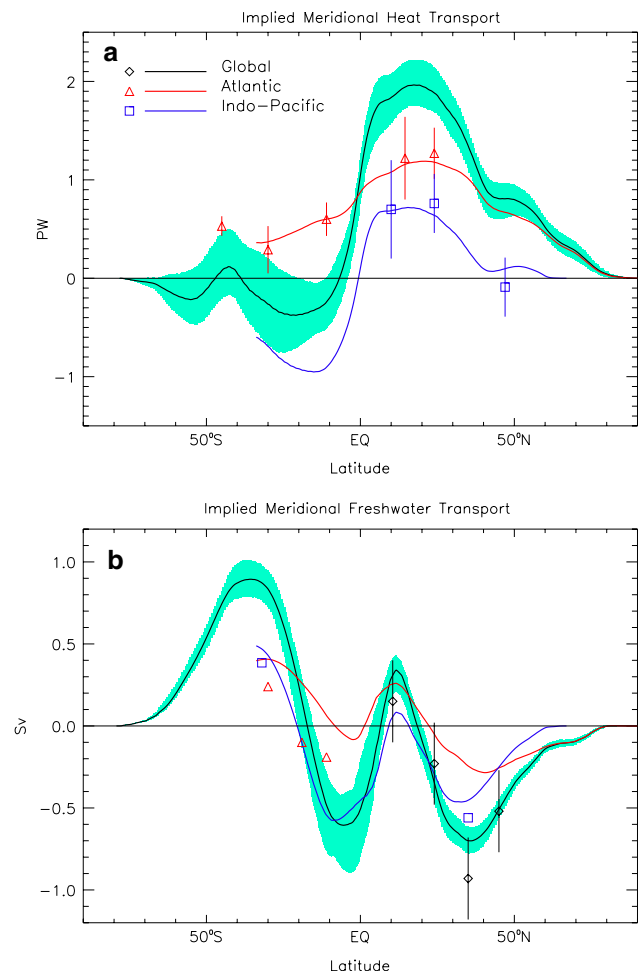 Implied Meridional Heat Transport
a
Global
Atlantic
Indo-Pacific
2
1
0
-1
PW
50°S EQ 50°N
Latitude
Implied Meridional Freshwater Transport
b
1.0
0.5
0.0
-0.5
-1.0
Sv
50°S EQ 50°N
Latitude